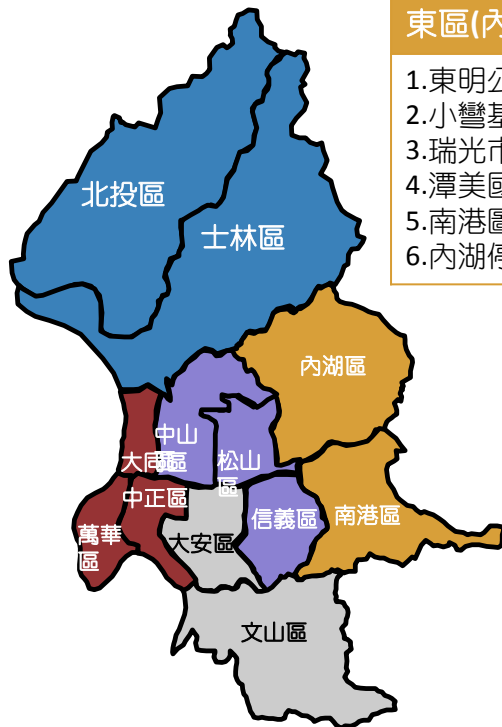 東區(內
1.東明公
2.小彎基
3.瑞光市
4.潭美國
5.南港圖
6.內湖停
北投區
士林區
內湖區
中山
區
大同區
松山
區
中正區
萬華
區
大安區
信義區
南港區
文山區